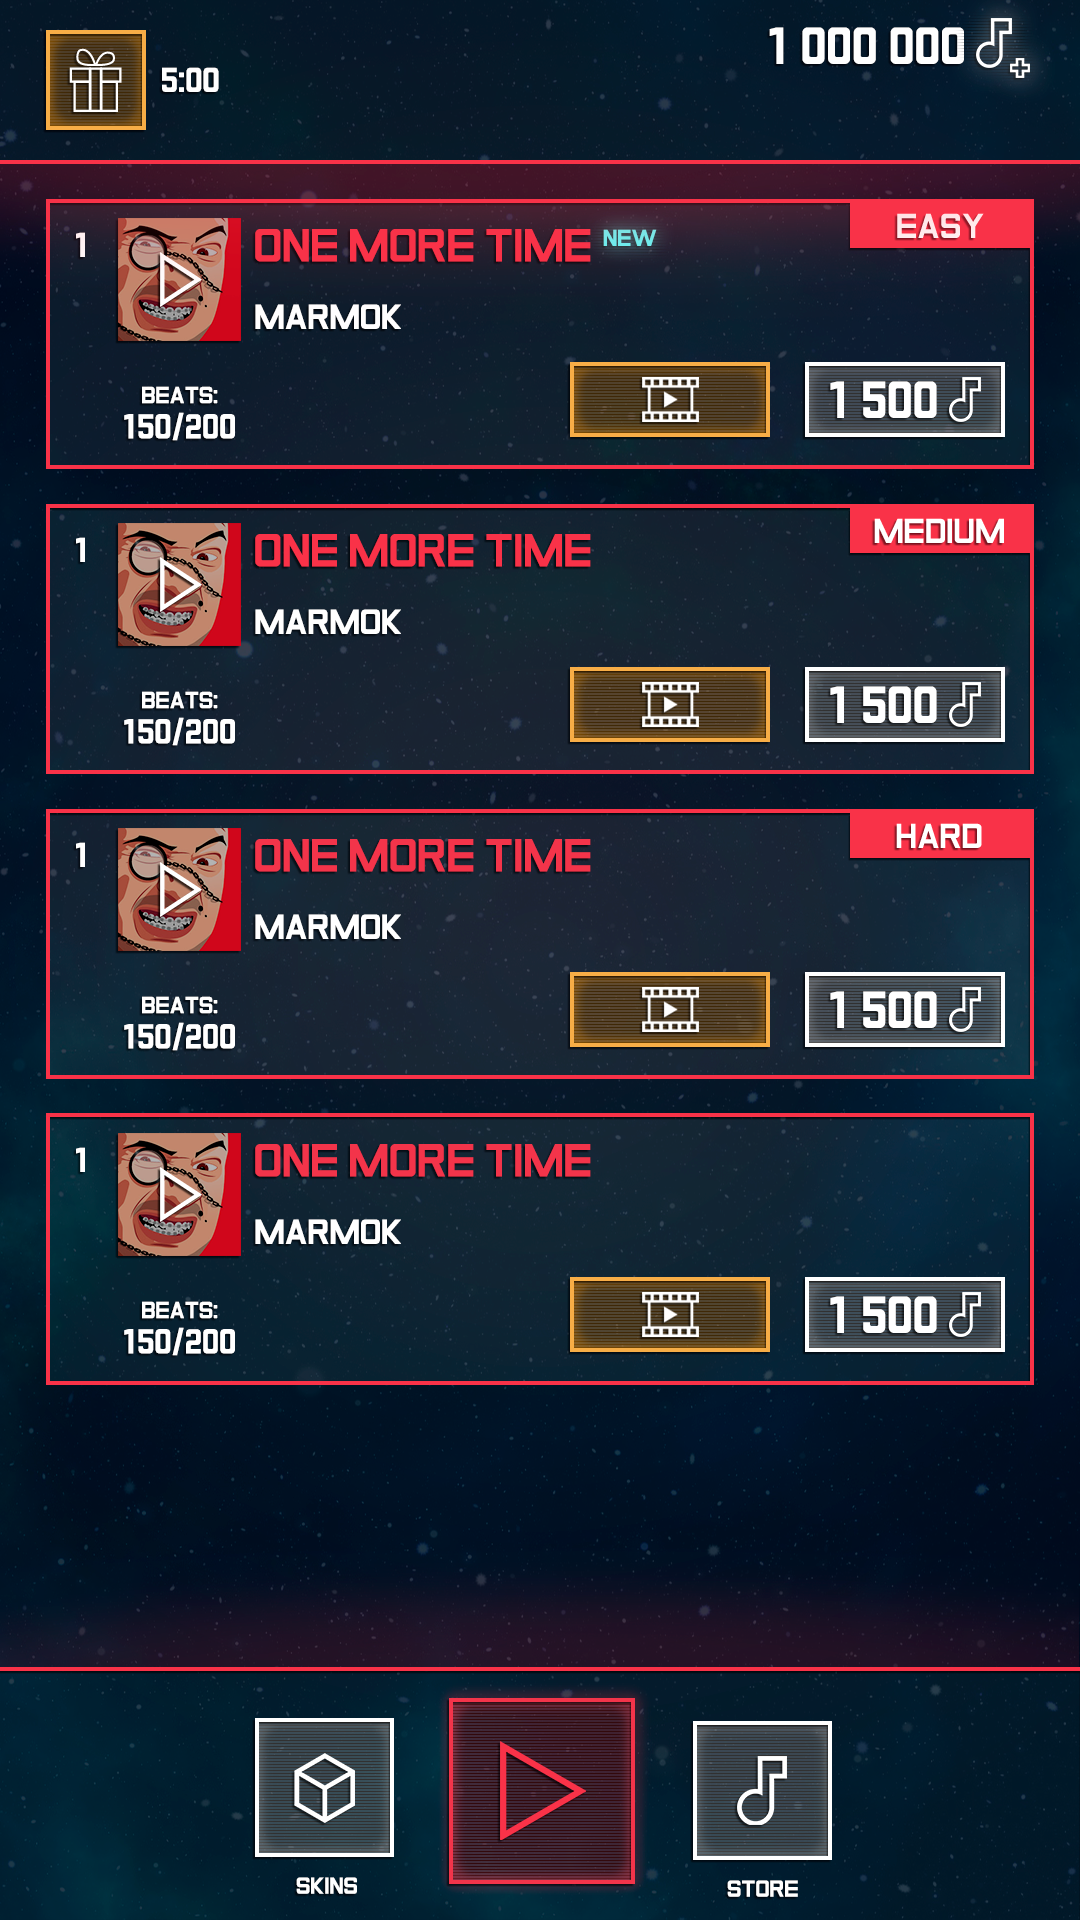 5:00
1 000 000
EASY
1
ONE MORE TIME NEW
MARMOK
BEATS:
150/200
1 500
MEDIUM
1
ONE MORE TIME
MARMOK
BEATS:
150/200
1 500
HARD
1
ONE MORE TIME
MARMOK
BEATS:
150/200
1 500
1
ONE MORE TIME
MARMOK
BEATS:
150/200
1 500
SKINS
STORE